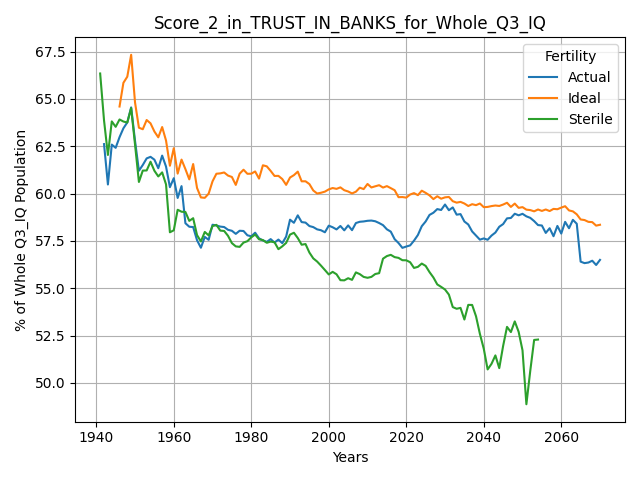 Score_2_in_TRUST_IN_BANKS_for_Whole_Q3_IQ
Fertility
Actual
Ideal
Sterile
% of Whole Q3_IQ Population
67.5
65.0
62.5
60.0
57.5
55.0
52.5
50.0
1940 1960 1980 2000 2020 2040 2060
Years